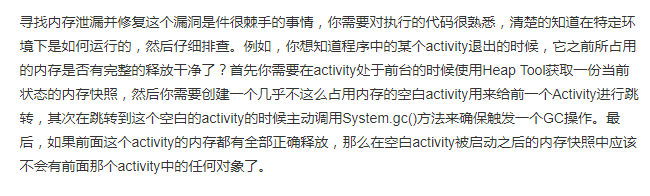 寻找内存泄漏并修复这个漏洞是件很棘手的事情，你需要对执行的代码很熟悉，清楚的知道在特定环
境下是如何运行的，然后仔细排查。例如，你想知道程序中的某个activity退出的时候，它之前所占用
的内存是否有完整的释放干净了？首先你需要在activity处于前台的时候使用Heap Tool获取一份当前
状态的内存快照，然后你需要创建一个几乎不这么占用内存的空白activity用来给前一个Activity进行跳
转，其次在跳转到这个空白的activity的时候主动调用System.gc()方法来确保触发一个GC操作。最
后，如果前面这个activity的内存都有全部正确释放，那么在空白activity被启动之后的内存快照中应该
不会有前面那个activity中的任何对象了。